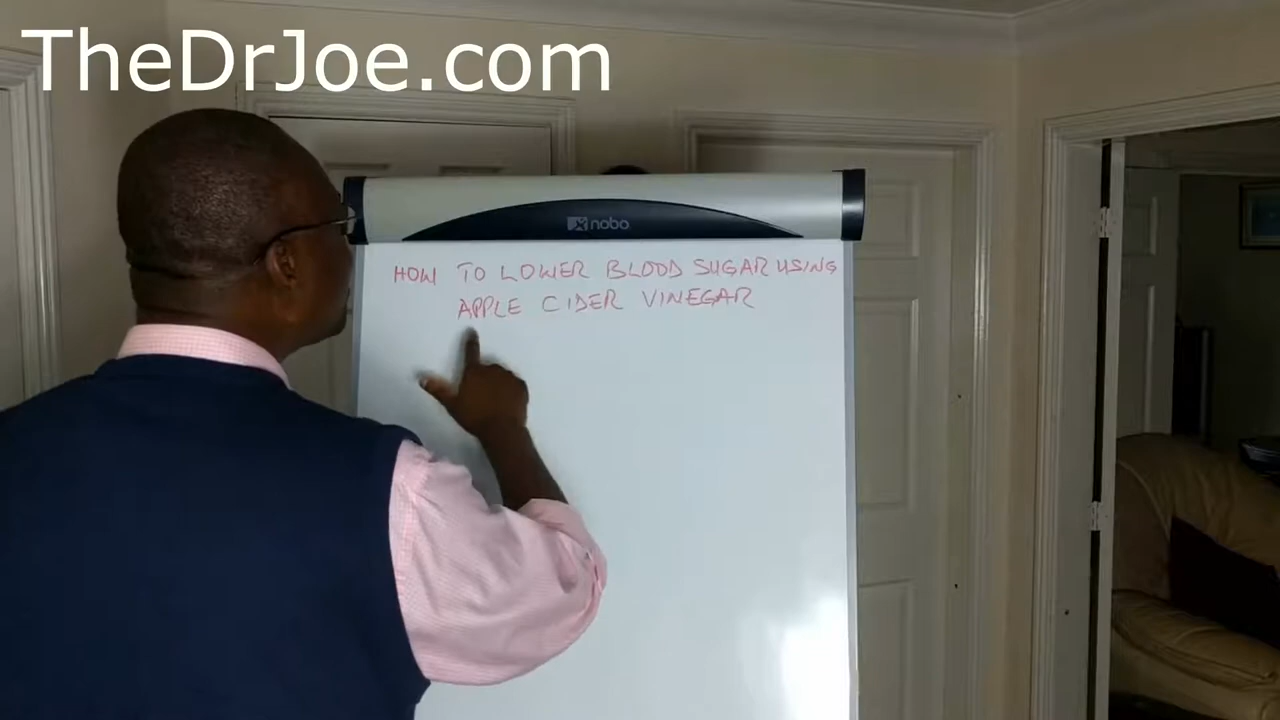 TheDrJoe.com
nobo
HOW TO LOWER BLOOD SUGAR USING
APPLE CIDER VINEGAR